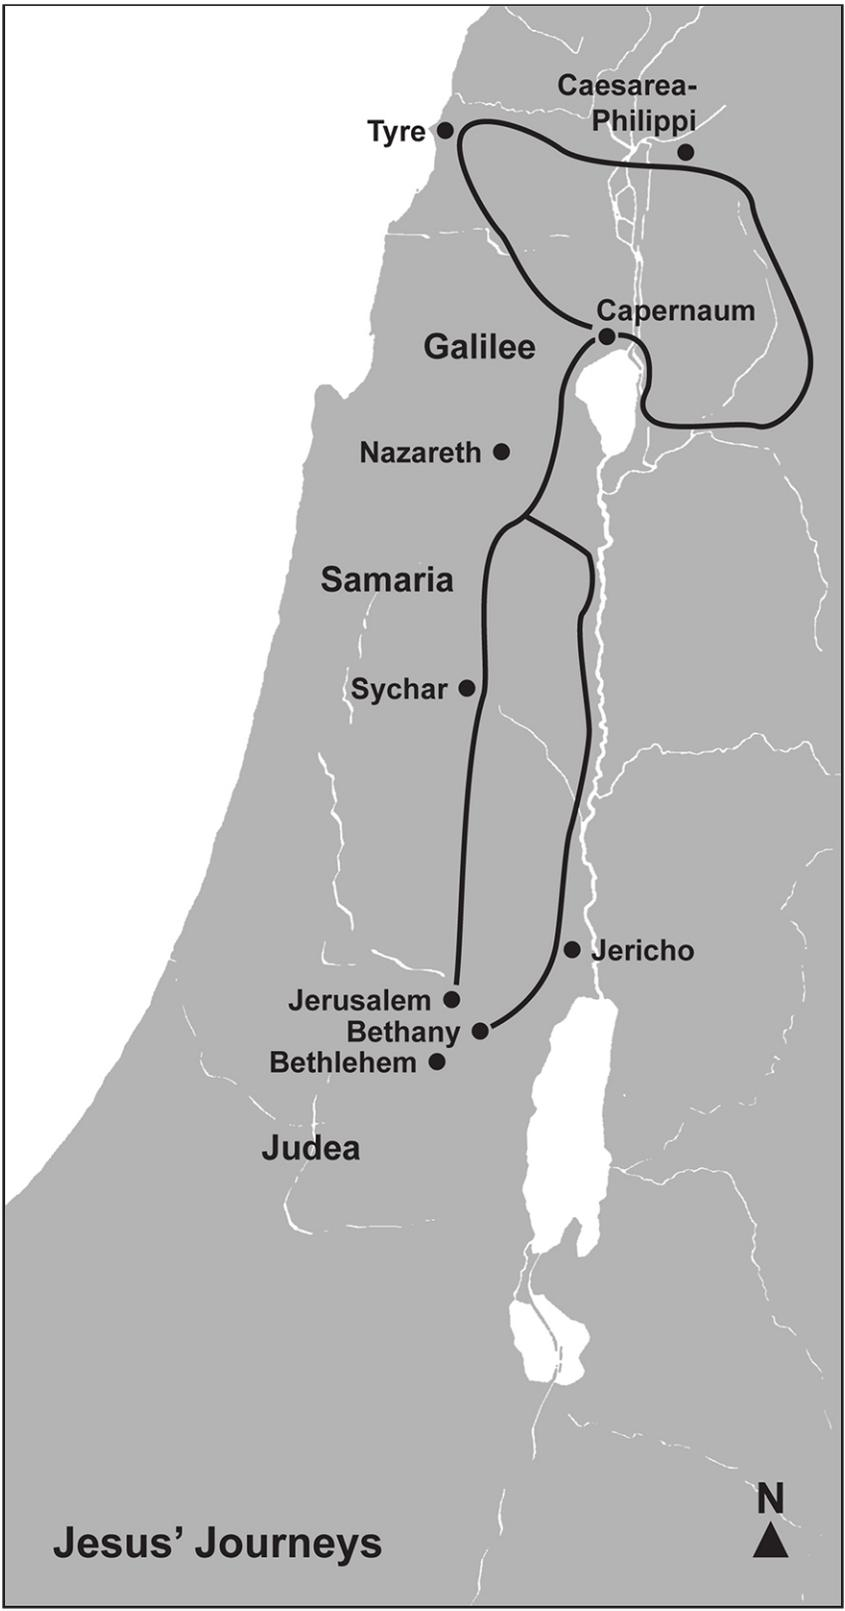 Caesarea-
Philippi
Tyre
Capernaum
Galilee
Nazareth
Samaria
Sychar
Jericho
Jerusalem
Bethany
Bethlehem
Judea
N
Jesus’ Journeys